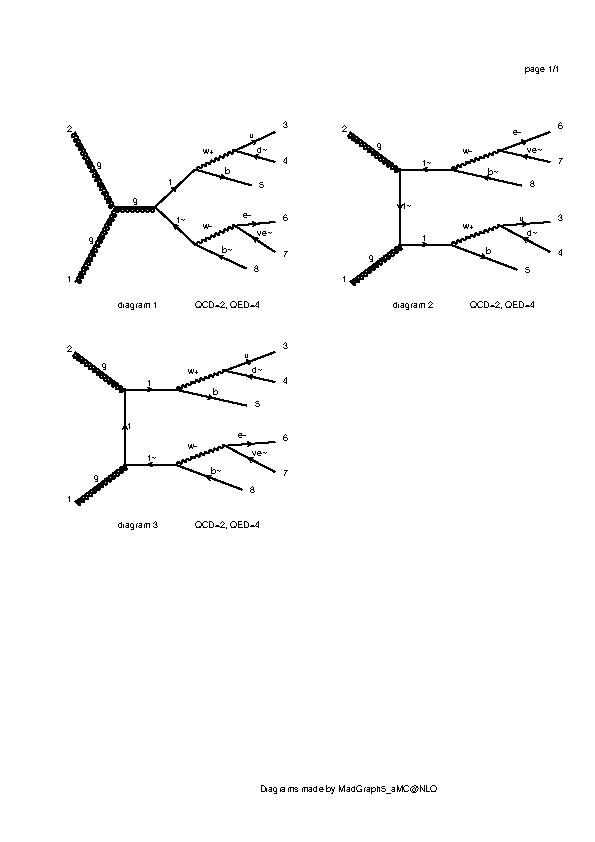 page 1/1
2
g
g
1
g
t
t~
w+
b
u
d~
3
4
5
w-
b~
e-
ve~
6
7
8
diagram 1 QCD=2, QED=4
2
g
t~
w-
b~
e-
ve~
6
7
8
t~
g
1
t
w+
b
u
d~
3
4
5
diagram 2 QCD=2, QED=4
2
g
t
w+
b
u
d~
3
4
5
t
g
1
t~
w-
b~
e-
ve~
6
7
8
diagram 3 QCD=2, QED=4
Diagrams made by MadGraph5_aMC@NLO